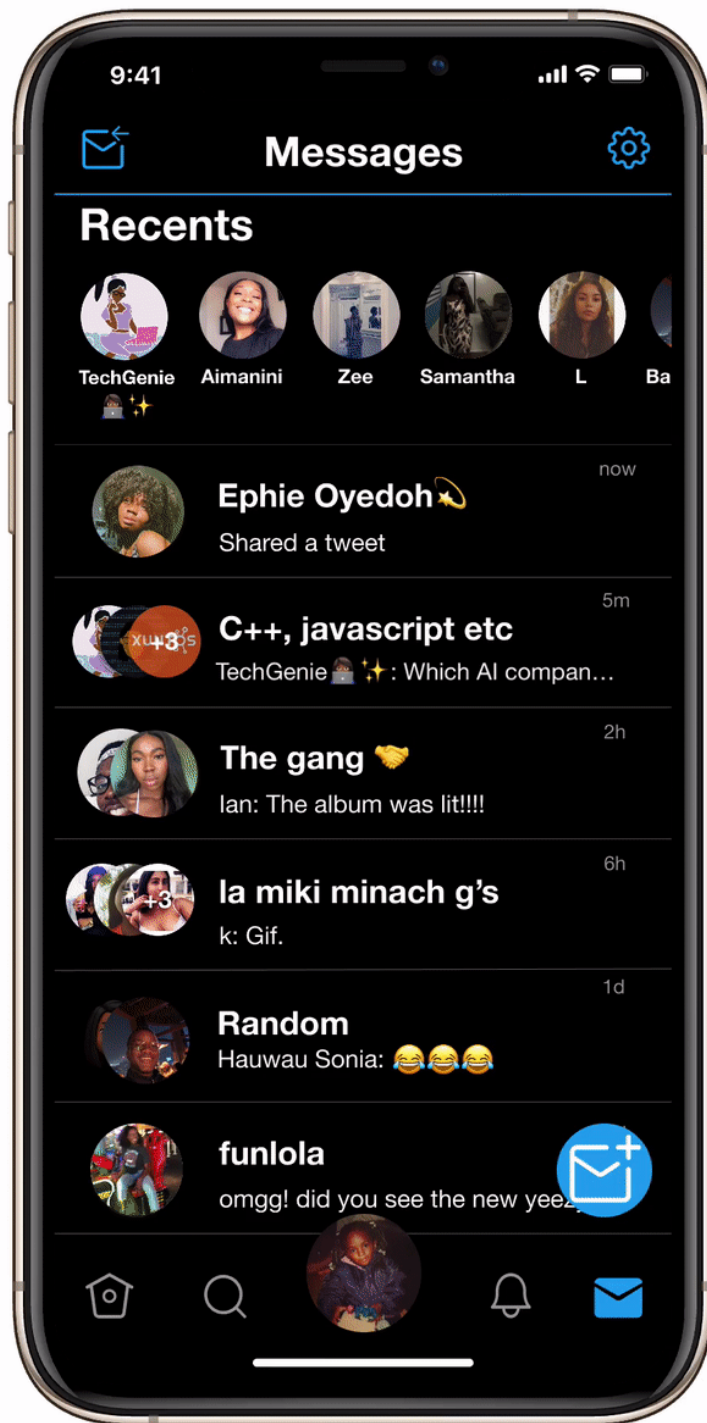 9:41
Messages
Recents
TechGenie
👩🏾‍💻✨
Aimanini
Zee
Samantha
L
Ba
now
Ephie Oyedoh💫
Shared a tweet
5m
+3
C++, javascript etc
TechGenie👩🏾‍💻✨: Which AI compan...
2h
The gang 🤝
Ian: The album was lit!!!!
6h
+3
la miki minach g's
k: Gif.
1d
Random
Hauwau Sonia: 😂😂😂
funlola
omgg! did you see the new yeezy